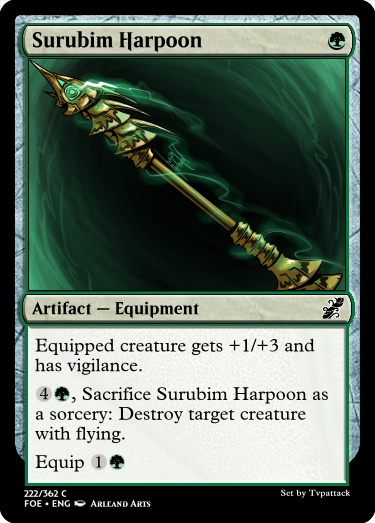 Surubim Harpoon
Artifact — Equipment
Equipped creature gets +1/+3 and
has vigilance.
4, Sacrifice Surubim Harpoon as
a sorcery: Destroy target creature
with flying.
Equip 1
222/362 C
FOE • ENG Arleand Arts
Set by Tvpattack